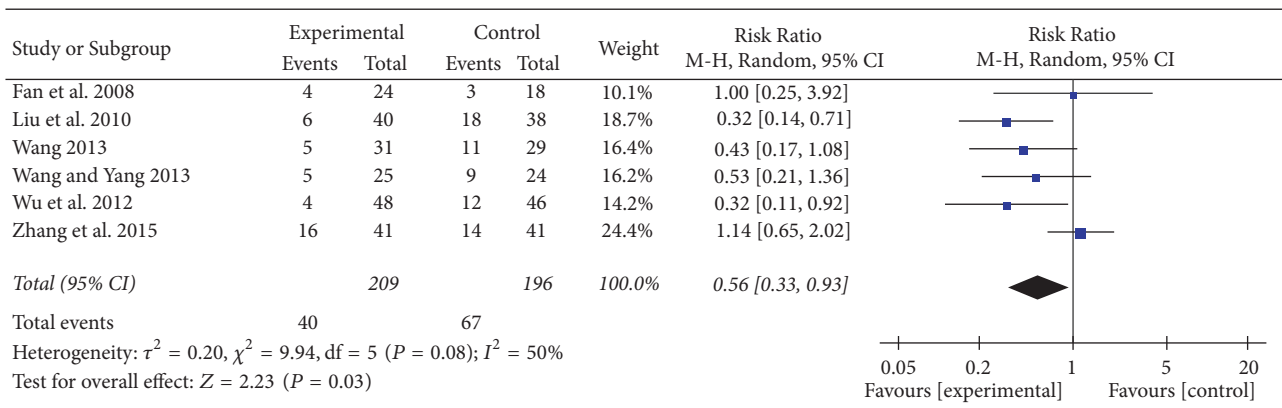 Study or Subgroup Experimental Control Weight Risk Ratio Risk Ratio
Events Total Events Total M-H, Random, 95% CI M-H, Random, 95% CI
Fan et al. 2008 4 24 3 18 10.1% 1.00 [0.25, 3.92]
Liu et al. 2010 6 40 18 38 18.7% 0.32 [0.14, 0.71]
Wang 2013 5 31 11 29 16.4% 0.43 [0.17, 1.08]
Wang and Yang 2013 5 25 9 24 16.2% 0.53 [0.21, 1.36]
Wu et al. 2012 4 48 12 46 14.2% 0.32 [0.11, 0.92]
Zhang et al. 2015 16 41 14 41 24.4% 1.14 [0.65, 2.02]
Total (95% CI) 209 196 100.0% 0.56 [0.33, 0.93]
Total events 40 67
Heterogeneity: τ² = 0.20, χ² = 9.94, df = 5 (P = 0.08); I² = 50%
Test for overall effect: Z = 2.23 (P = 0.03)
0.05 0.2 1 5 20
Favours [experimental] Favours [control]